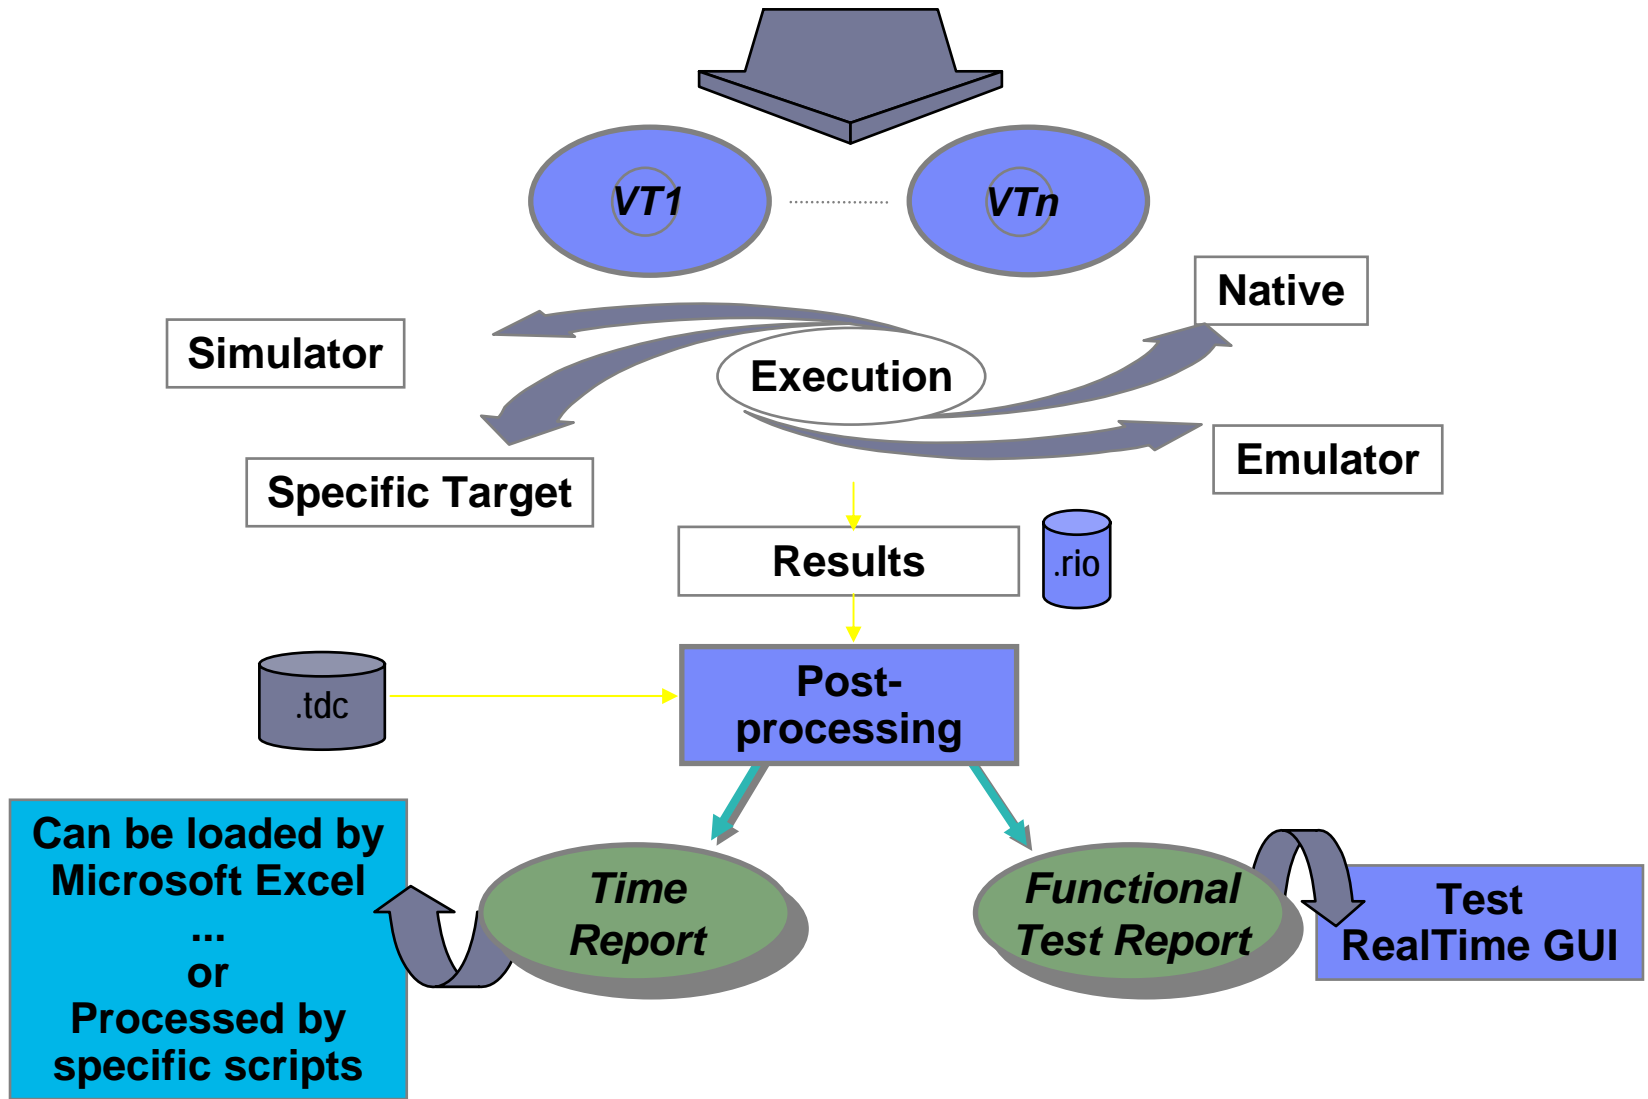 VT1
VTn
Native
Simulator
Execution
Emulator
Specific Target
Results
.rio
Post-
processing
.tdc
Can be loaded by
Microsoft Excel
...
or
Processed by
specific scripts
Time
Report
Functional
Test Report
Test
RealTime GUI